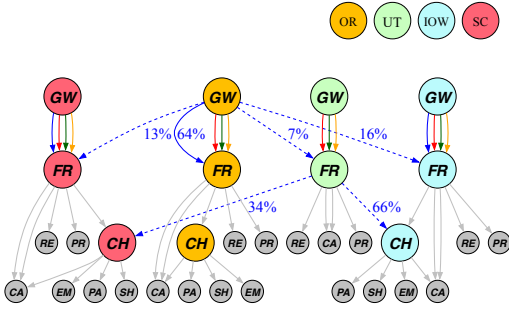 OR UT IOW SC
GW GW GW GW
13% 64% 7% 16%
FR FR FR FR
34% 66%
RE PR CH CH RE PR RE CA PR CH RE PR
CA EM PA SH CA PA SH EM PA SH EM CA